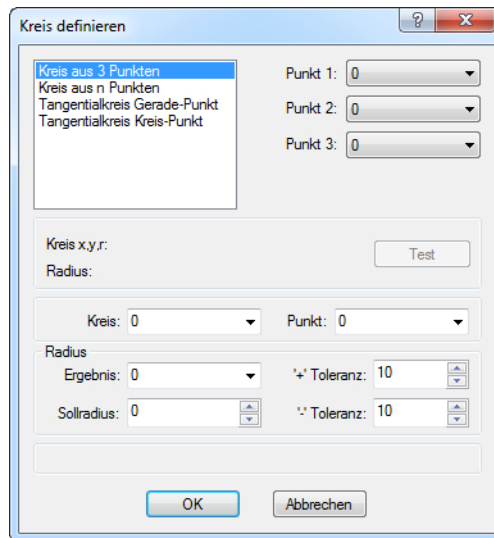 Kreis definieren
Kreis aus 3 Punkten
Kreis aus n Punkten
Tangentialkreis Gerade-Punkt
Tangentialkreis Kreis-Punkt
Punkt 1: 0
Punkt 2: 0
Punkt 3: 0
Kreis x,y,r:
Radius:
Test
Kreis: 0 Punkt: 0
Radius
Ergebnis: 0 '+' Toleranz: 10
Sollradius: 0 '-' Toleranz: 10
OK Abbrechen